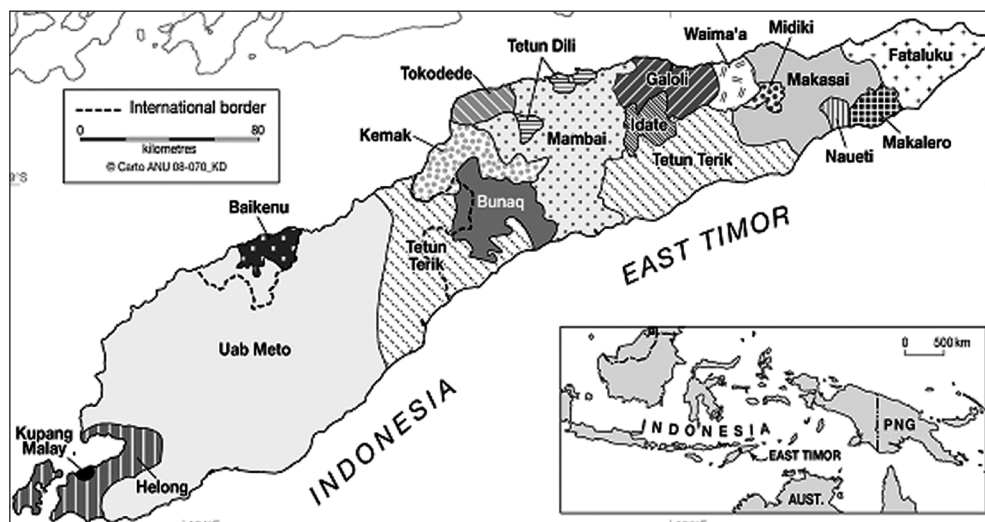 International border
0
80
kilometres
© Carto ANU 08-070_KD
Tetun Dili
Waima'a
Midiki
Tokodede
Galoli
Makasai
Fataluku
Kemak
Mambai
Idate
Tetun Terik
Naueti
Makalero
Bunaq
Baikenu
Tetun
Terik
EAST TIMOR
Uab Meto
INDONESIA
Kupang
Malay
Helong
0 500 km
INDONESIA
PNG
EAST TIMOR
AUST.